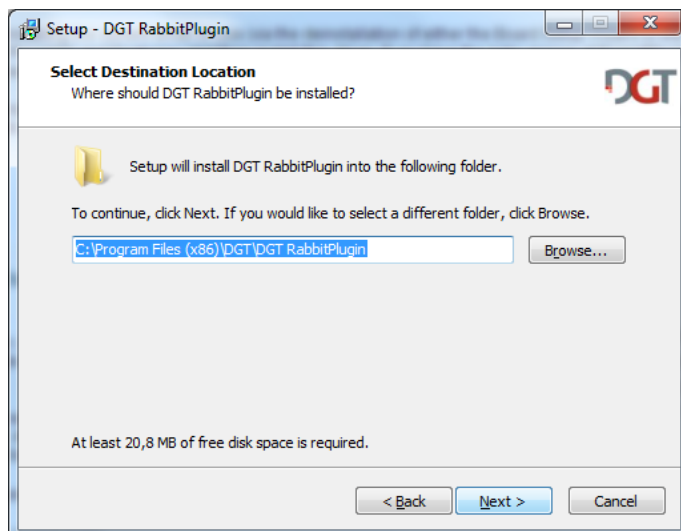 Setup - DGT RabbitPlugin
Select Destination Location
Where should DGT RabbitPlugin be installed?
DGT
Setup will install DGT RabbitPlugin into the following folder.
To continue, click Next. If you would like to select a different folder, click Browse.
C:\Program Files (x86)\DGT\DGT RabbitPlugin
Browse...
At least 20,8 MB of free disk space is required.
< Back
Next >
Cancel